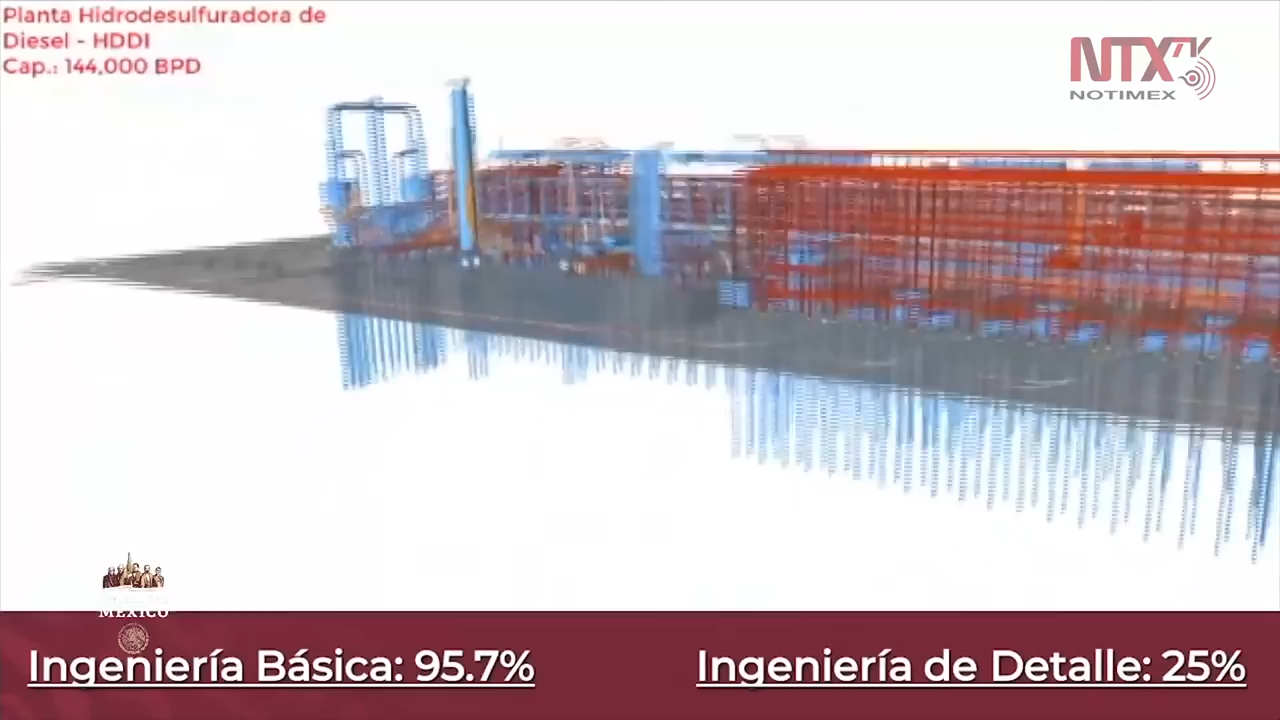 Planta Hidrodesulfuradora de
Diesel - HDDI
Cap.: 144,000 BPD
NTX TV
NOTIMEX
MÉXICO
Ingeniería Básica: 95.7%
Ingeniería de Detalle: 25%